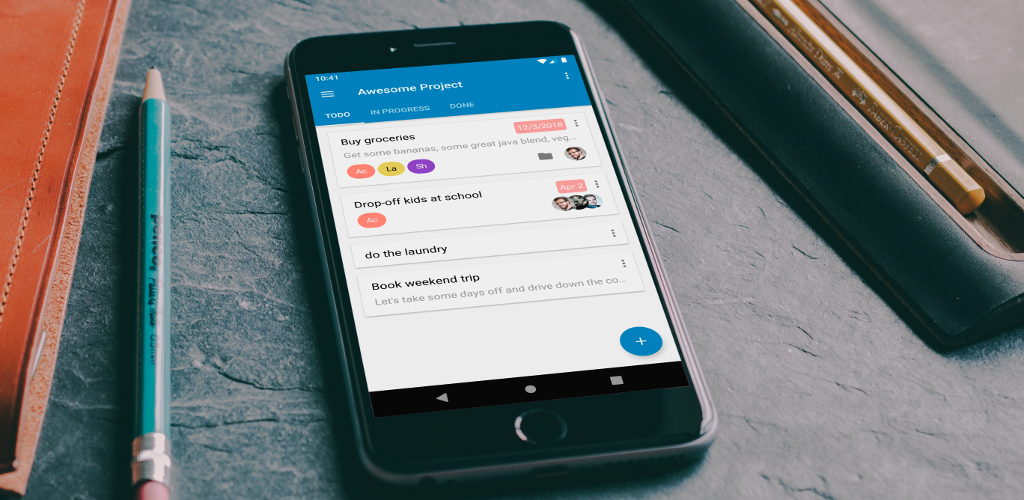 10:41
Awesome Project
TODO IN PROGRESS DONE
Buy groceries 12/3/2018
Get some bananas, some great java blend, veg...
Ac La Sh
Drop-off kids at school Apr 2
Ac
do the laundry
Book weekend trip
Let's take some days off and drive down the co...